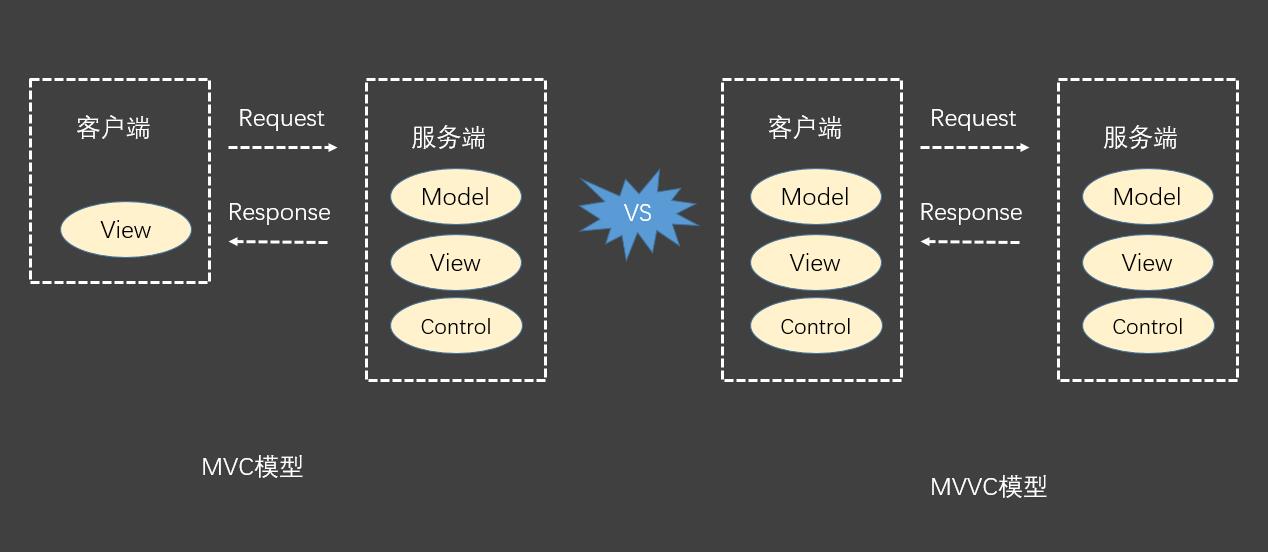 客户端
View
Request
Response
服务端
Model
View
Control
VS
客户端
Model
View
Control
Request
Response
服务端
Model
View
Control
MVC模型
MVVC模型